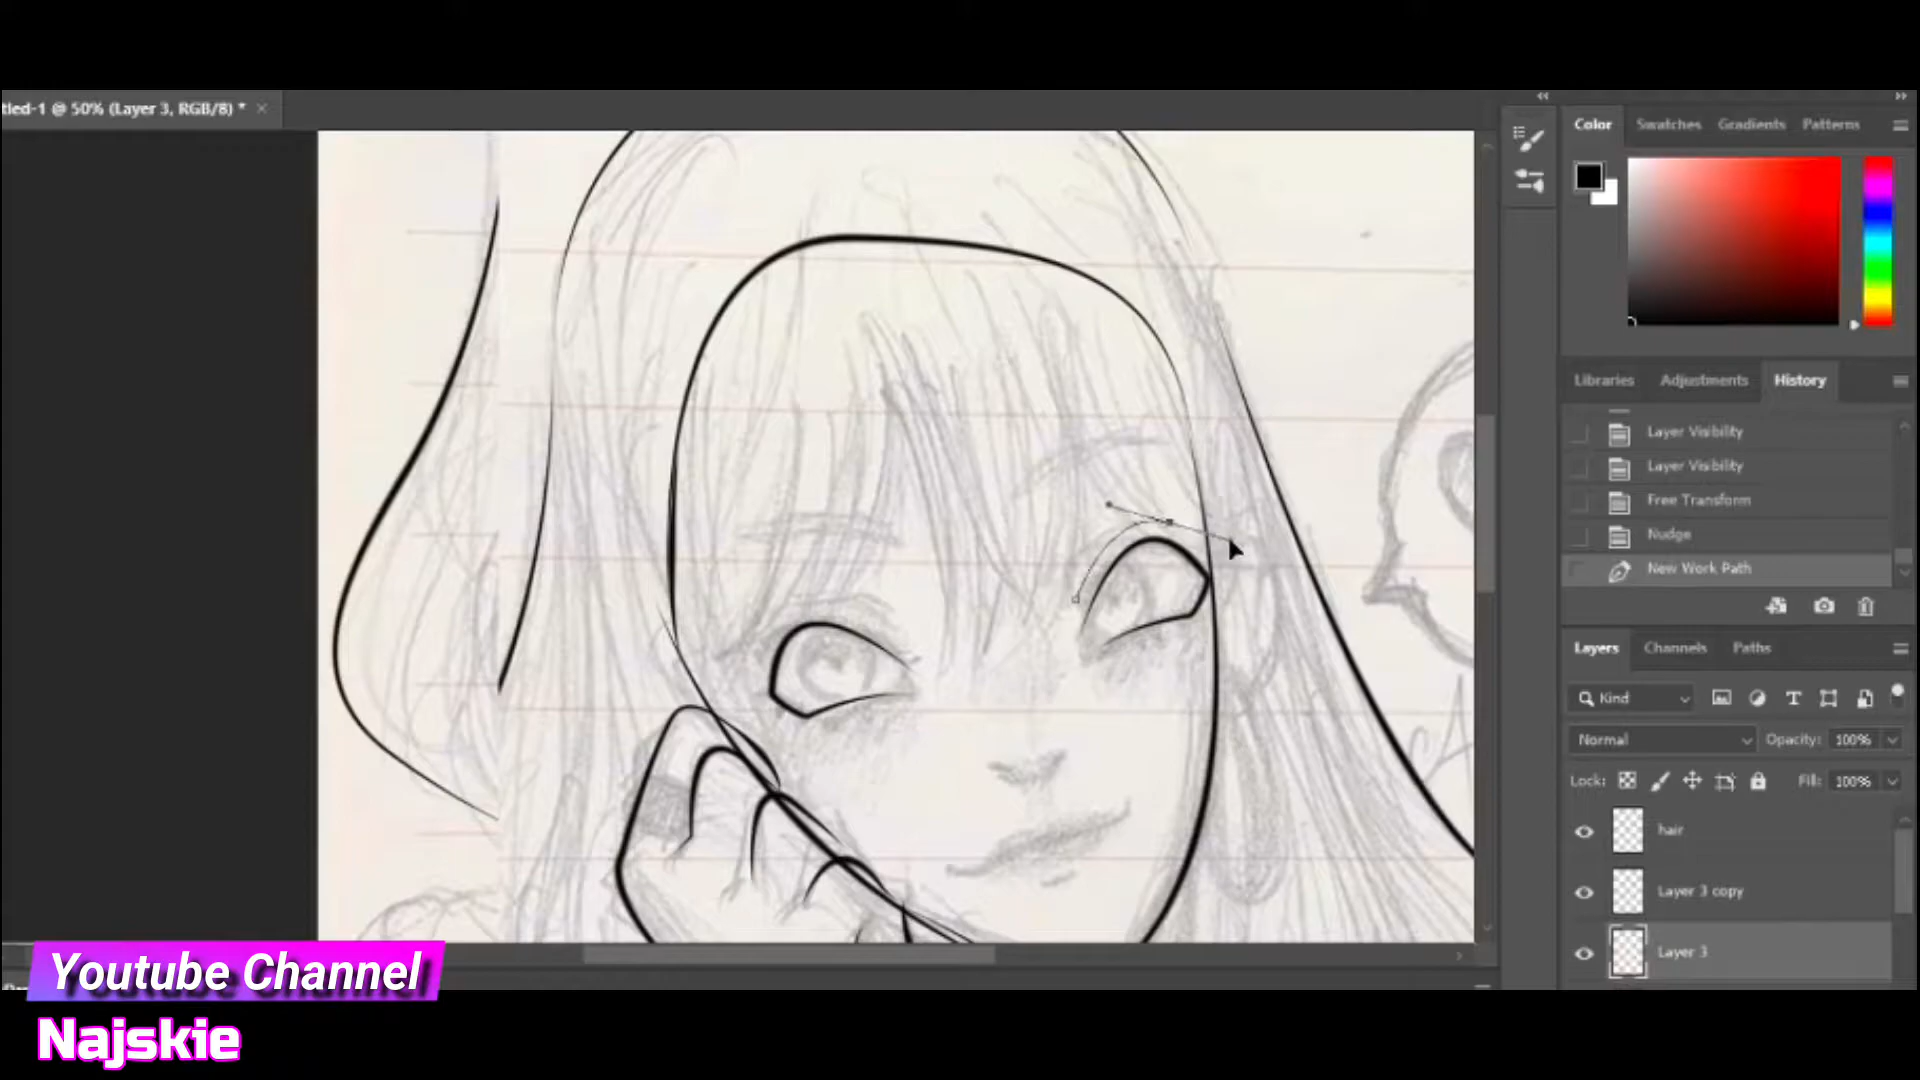 tled-1 @ 50% (Layer 3, RGB/8) *
Color Swatches Gradients Patterns
Libraries Adjustments History
Layer Visibility
Layer Visibility
Free Transform
Nudge
New Work Path
Layers Channels Paths
Kind
Normal Opacity: 100%
Lock: Fill: 100%
hair
Layer 3 copy
Layer 3
Youtube Channel
Najskie